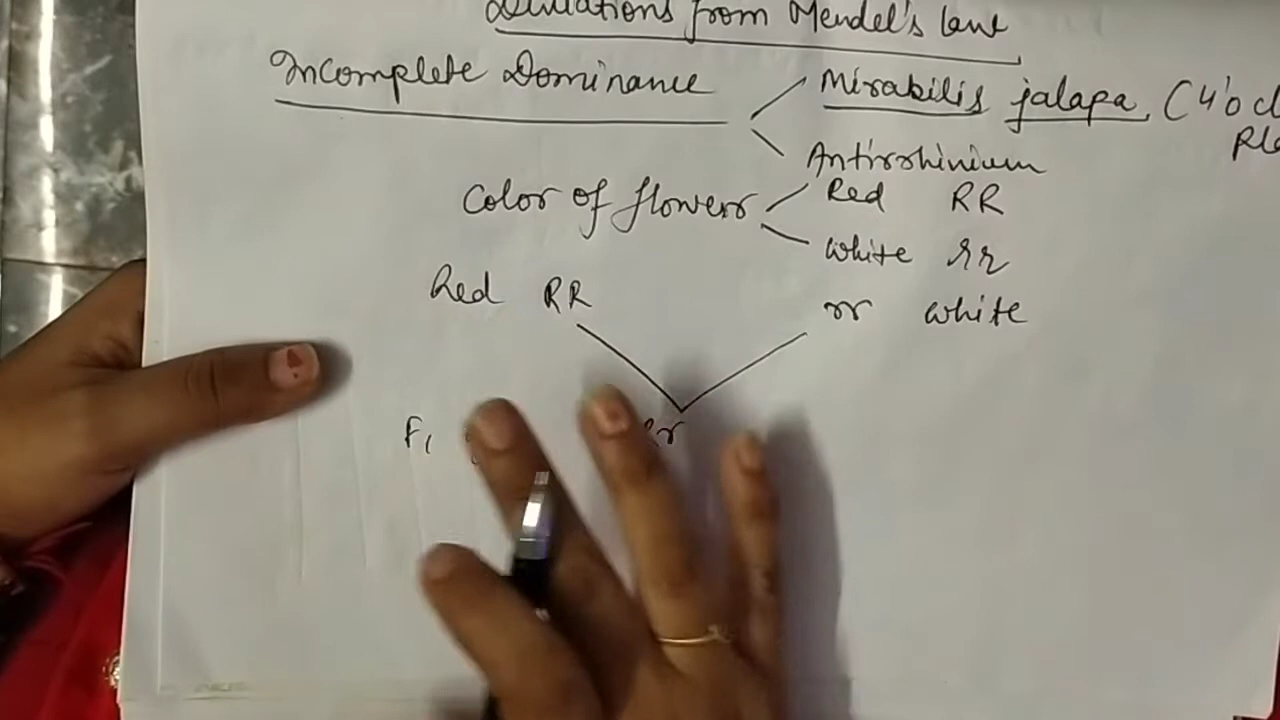 from Mendel's law
Incomplete Dominance
Mirabilis jalapa (4'o cl
Antirrhinium
Color of flowers
Red RR
white rr
Red RR
rr white
F1
Rr